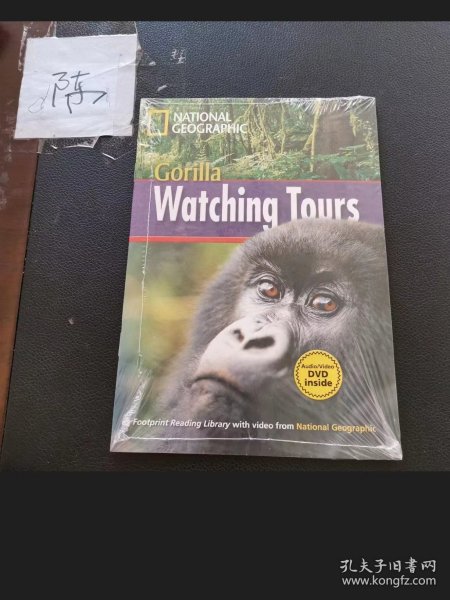 陈
NATIONAL
GEOGRAPHIC
Gorilla
Watching Tours
Audio/Video
DVD
inside
Footprint Reading Library with video from National Geographic
孔夫子旧书网
www.kongfz.com